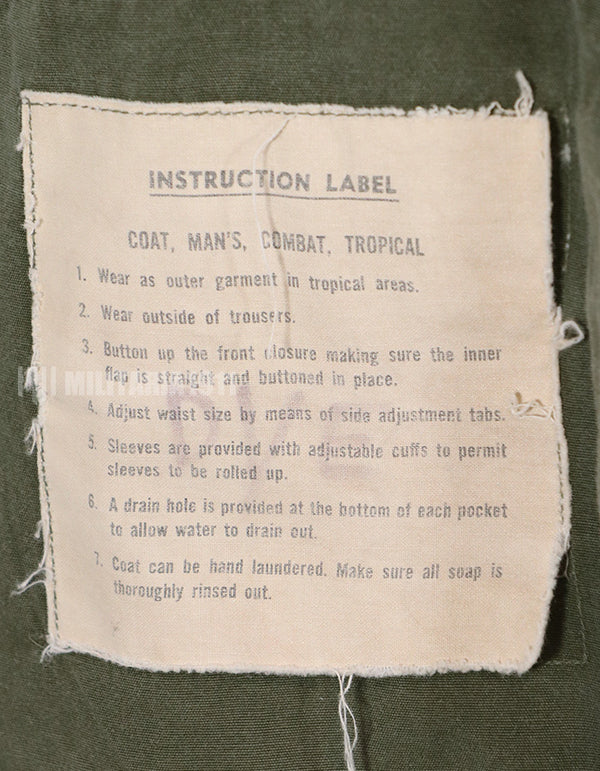 INSTRUCTION LABEL
COAT, MAN'S, COMBAT, TROPICAL
1. Wear as outer garment in tropical areas.
2. Wear outside of trousers.
3. Button up the front closure making sure the inner
flap is straight and buttoned in place.
4. Adjust waist size by means of side adjustment tabs.
5. Sleeves are provided with adjustable cuffs to permit
sleeves to be rolled up.
6. A drain hole is provided at the bottom of each pocket
to allow water to drain out.
7. Coat can be hand laundered. Make sure all soap is
thoroughly rinsed out.